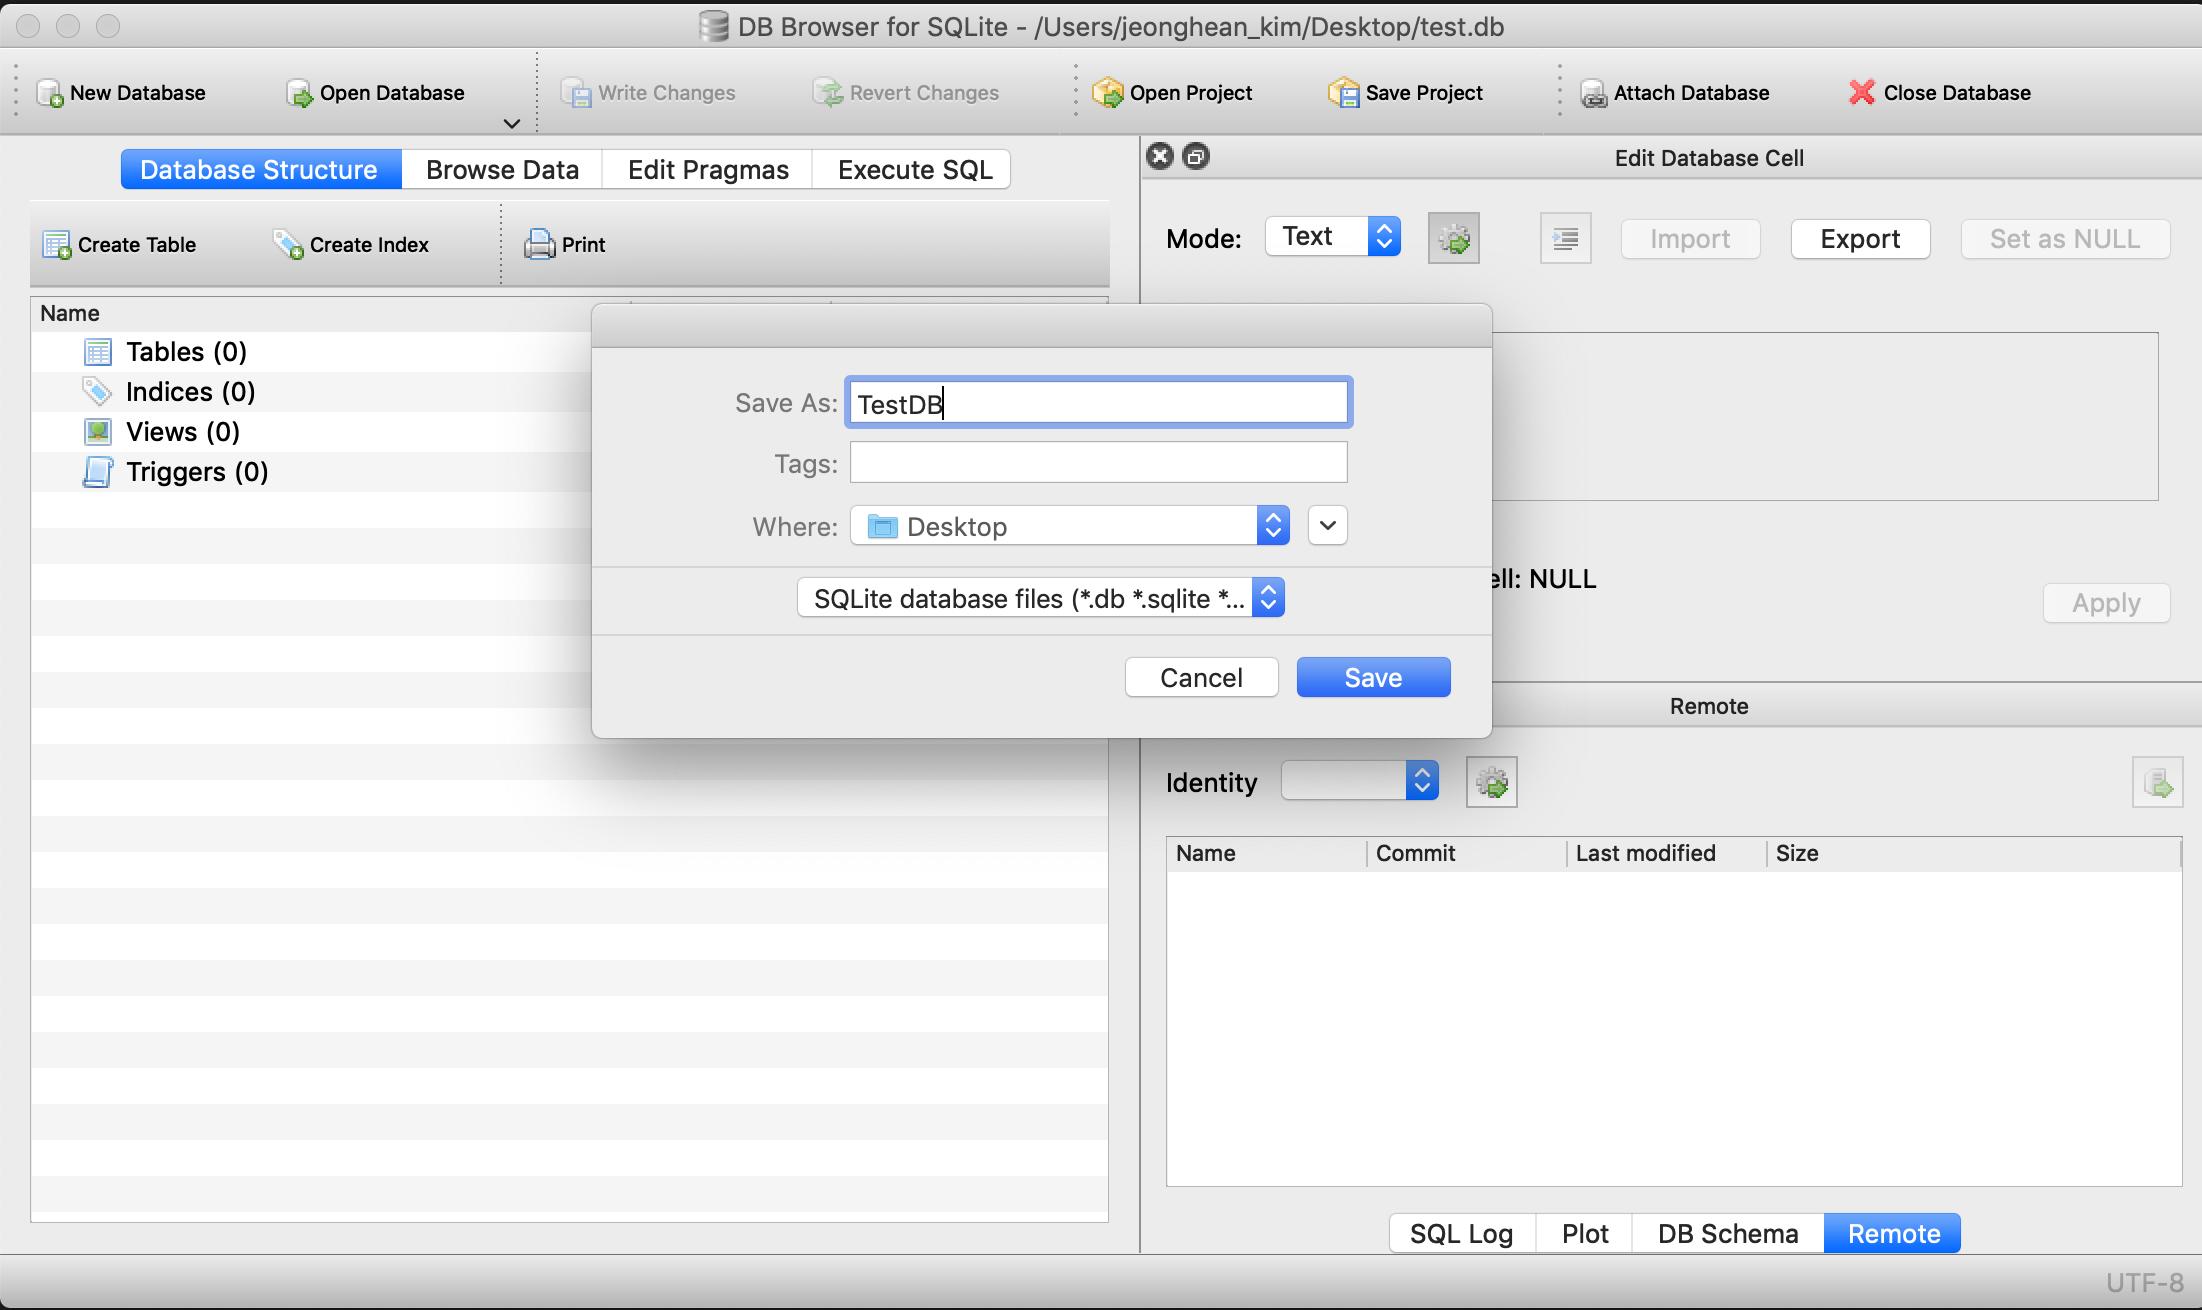 DB Browser for SQLite - /Users/jeonghean_kim/Desktop/test.db
New Database Open Database Write Changes Revert Changes Open Project Save Project Attach Database Close Database
Database Structure Browse Data Edit Pragmas Execute SQL
Create Table Create Index Print
Name
Tables (0)
Indices (0)
Views (0)
Triggers (0)
Save As: TestDB
Tags:
Where: Desktop
SQLite database files (*.db *.sqlite *...
Cancel Save
Edit Database Cell
Mode: Text Import Export Set as NULL
ell: NULL
Apply
Remote
Identity
Name Commit Last modified Size
SQL Log Plot DB Schema Remote
UTF-8